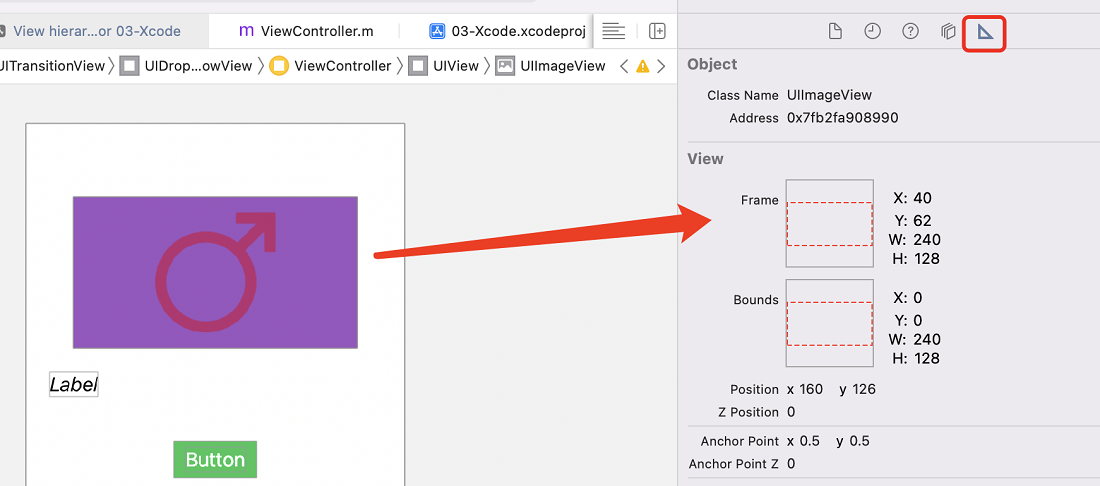 View hierar...or 03-Xcode
m ViewController.m
03-Xcode.xcodeproj
UITransitionView
UIDrop...owView
ViewController
UIView
UIImageView
Label
Button
Object
Class Name UIImageView
Address 0x7fb2fa908990
View
Frame
X: 40
Y: 62
W: 240
H: 128
Bounds
X: 0
Y: 0
W: 240
H: 128
Position x 160 y 126
Z Position 0
Anchor Point x 0.5 y 0.5
Anchor Point Z 0